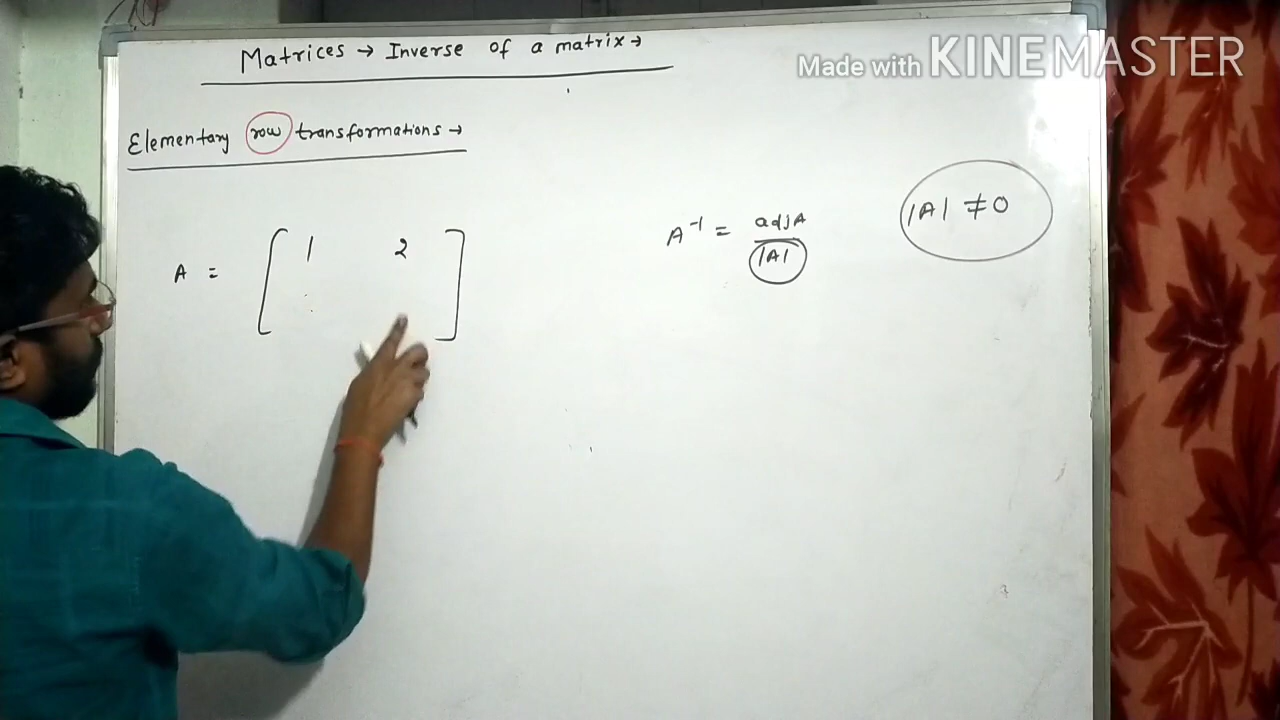 Matrices → Inverse of a matrix →
Made with KINEMASTER
Elementary row transformations →
A = [ 1 2 ]
A⁻¹ = adjA / |A|
|A| ≠ 0